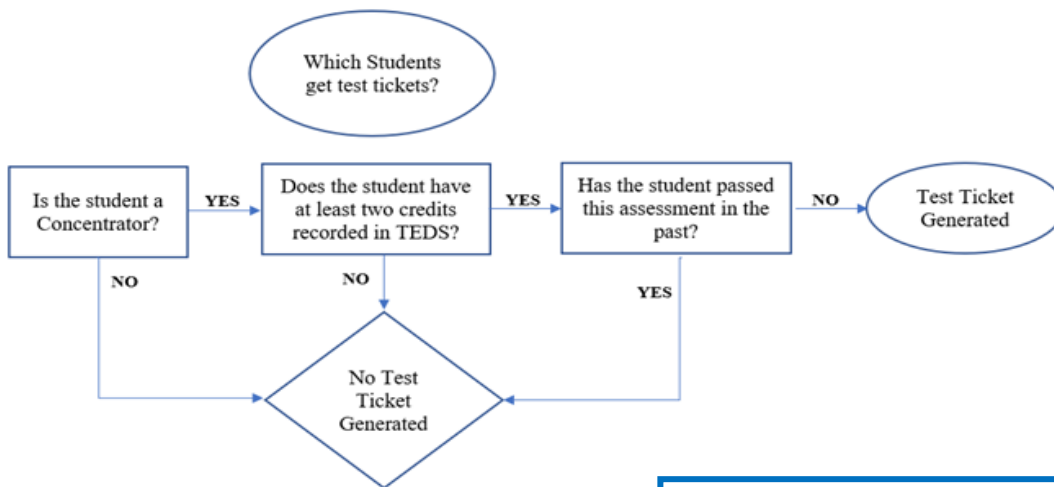 Which Students
get test tickets?
Is the student a
Concentrator?
YES
Does the student have
at least two credits
recorded in TEDS?
YES
Has the student passed
this assessment in the
past?
NO
Test Ticket
Generated
NO
NO
YES
No Test
Ticket
Generated